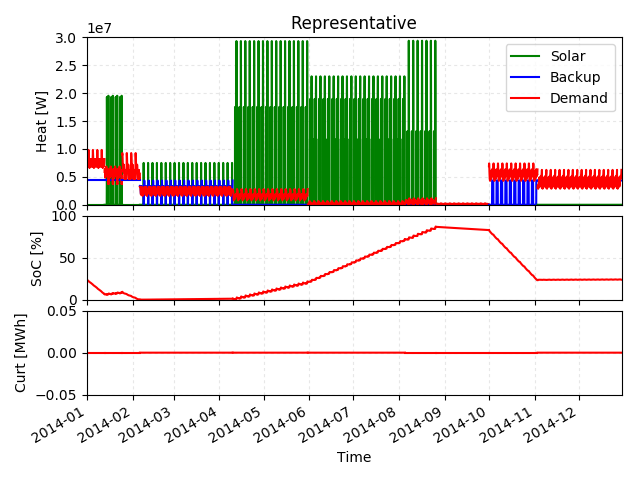 Representative
1e7
3.0
2.5
2.0
1.5
1.0
0.5
0.0
Heat [W]
Solar
Backup
Demand
100
50
0
SoC [%]
0.05
0.00
−0.05
Curt [MWh]
2014-01
2014-02
2014-03
2014-04
2014-05
2014-06
2014-07
2014-08
2014-09
2014-10
2014-11
2014-12
Time